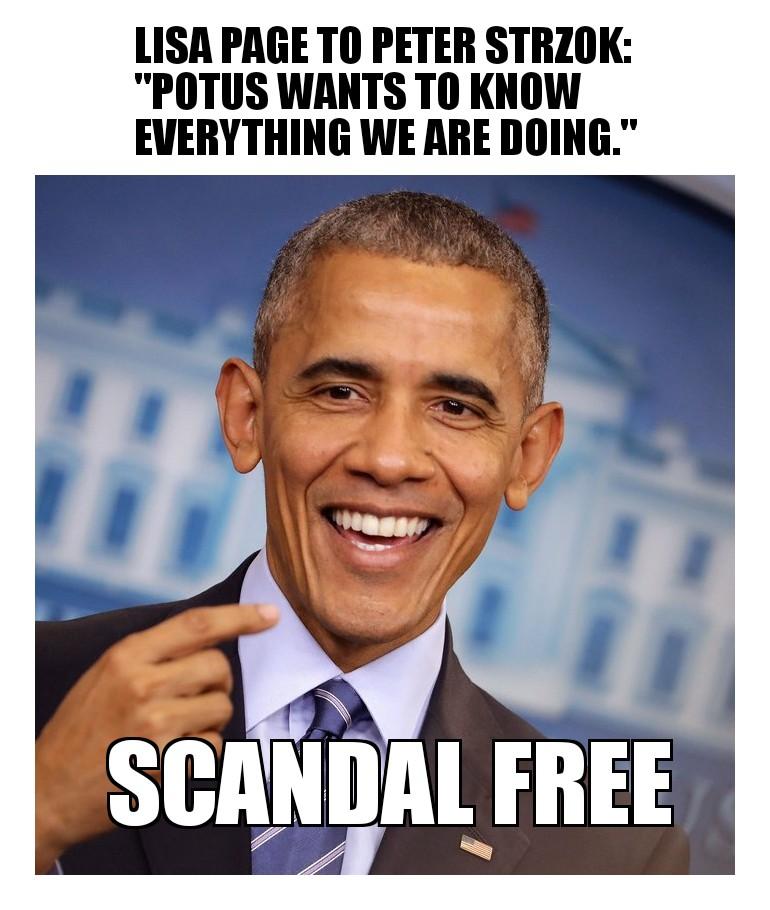 LISA PAGE TO PETER STRZOK:
"POTUS WANTS TO KNOW
EVERYTHING WE ARE DOING."
SCANDAL FREE